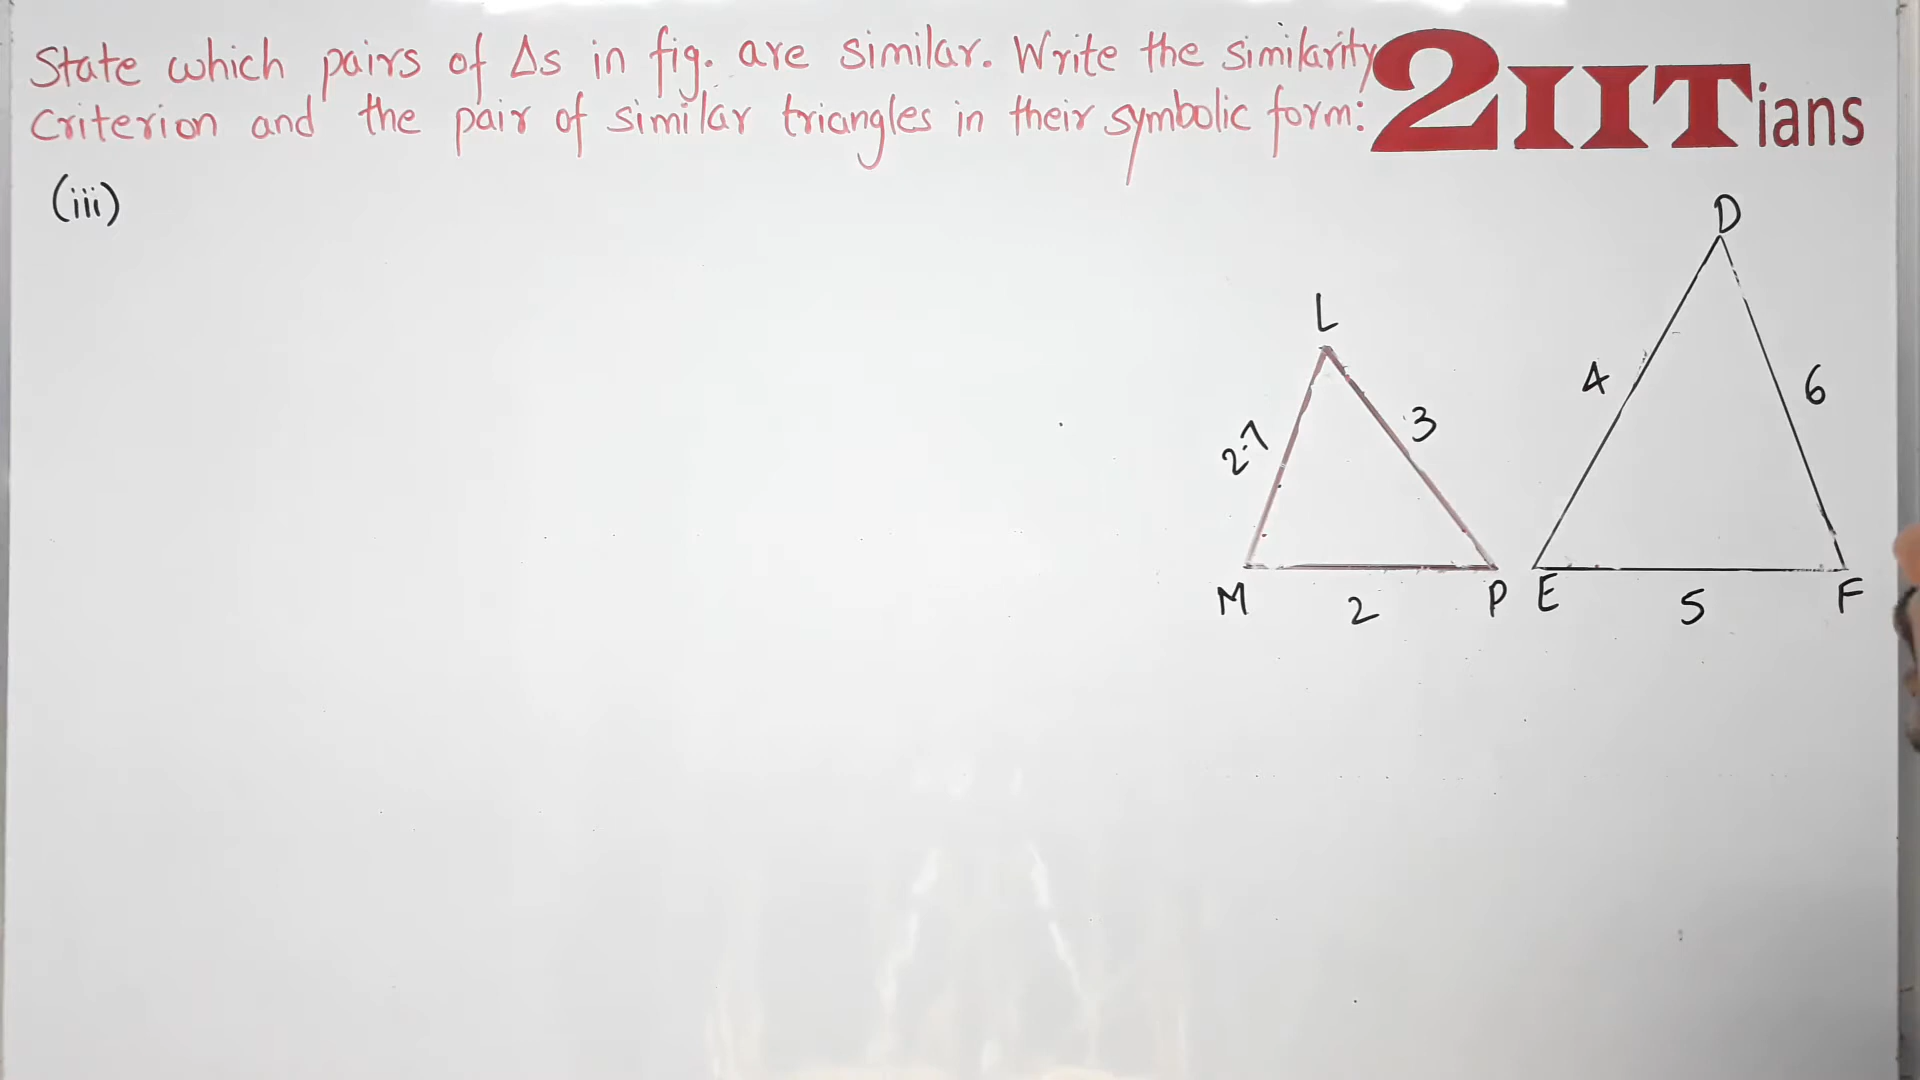 State which pairs of Δs in fig. are similar. Write the similarity
criterion and the pair of similar triangles in their symbolic form:
2IITians
(iii)
D
L
4
6
2.7
3
M
2
P
E
5
F